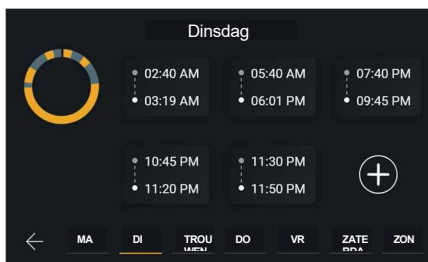 Dinsdag
02:40 AM
03:19 AM
05:40 AM
06:01 PM
07:40 PM
09:45 PM
10:45 PM
11:20 PM
11:30 PM
11:50 PM
MA DI TROU DO VR ZATE ZON
WEN RDA